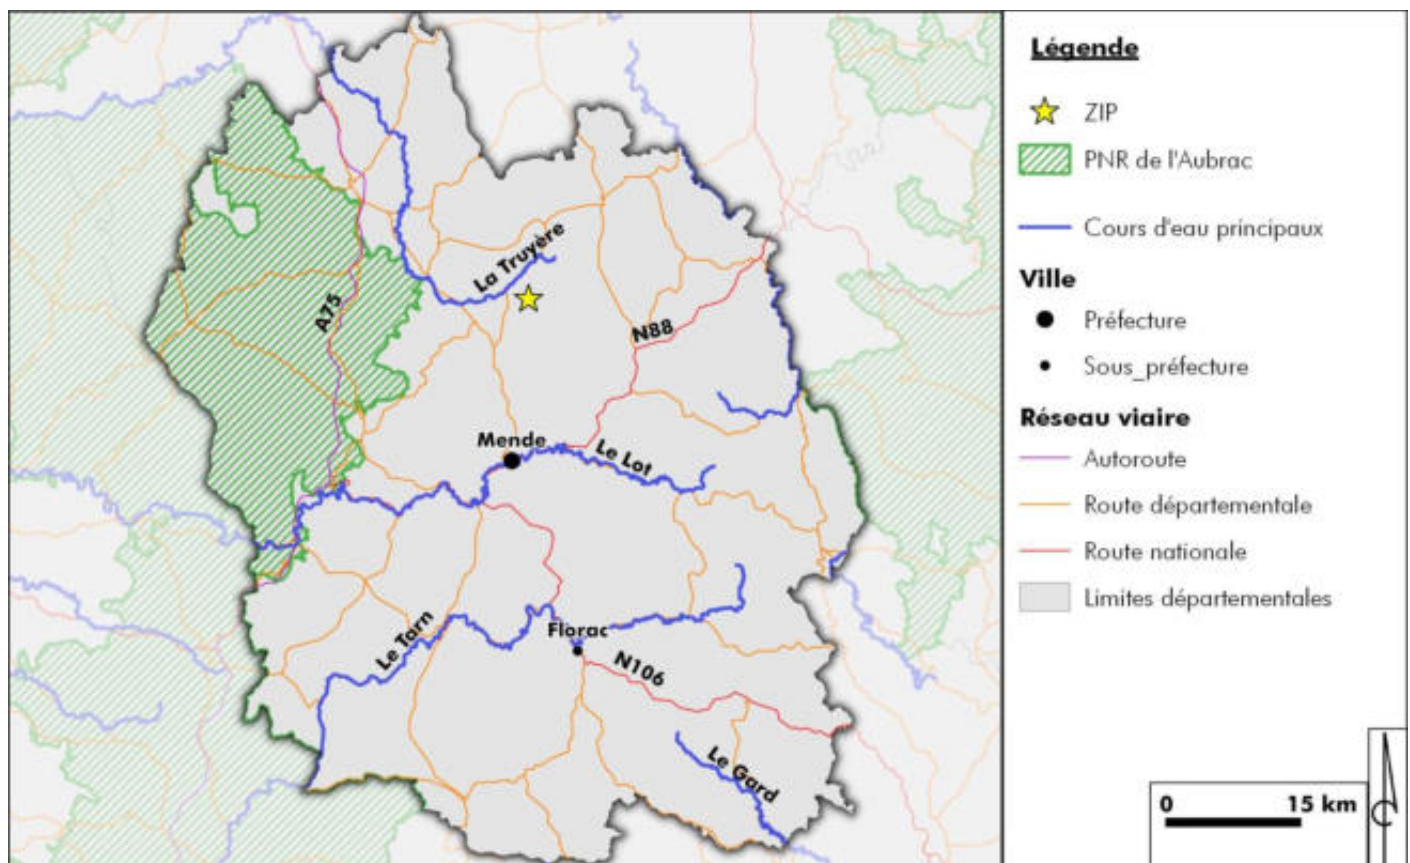 La Truyère
A75
N88
Mende
Le Lot
Le Tarn
Florac
N106
Le Gard
Légende
ZIP
PNR de l'Aubrac
Cours d'eau principaux
Ville
Préfecture
Sous_préfecture
Réseau viaire
Autoroute
Route départementale
Route nationale
Limites départementales
0 15 km